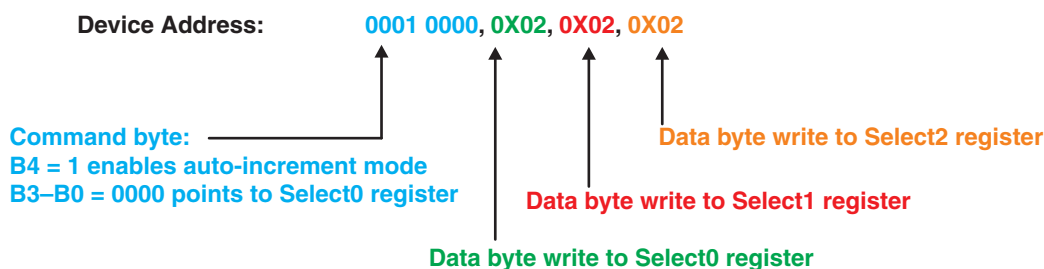 Device Address: 0001 0000, 0X02, 0X02, 0X02
Command byte:
B4 = 1 enables auto-increment mode
B3–B0 = 0000 points to Select0 register
Data byte write to Select2 register
Data byte write to Select1 register
Data byte write to Select0 register